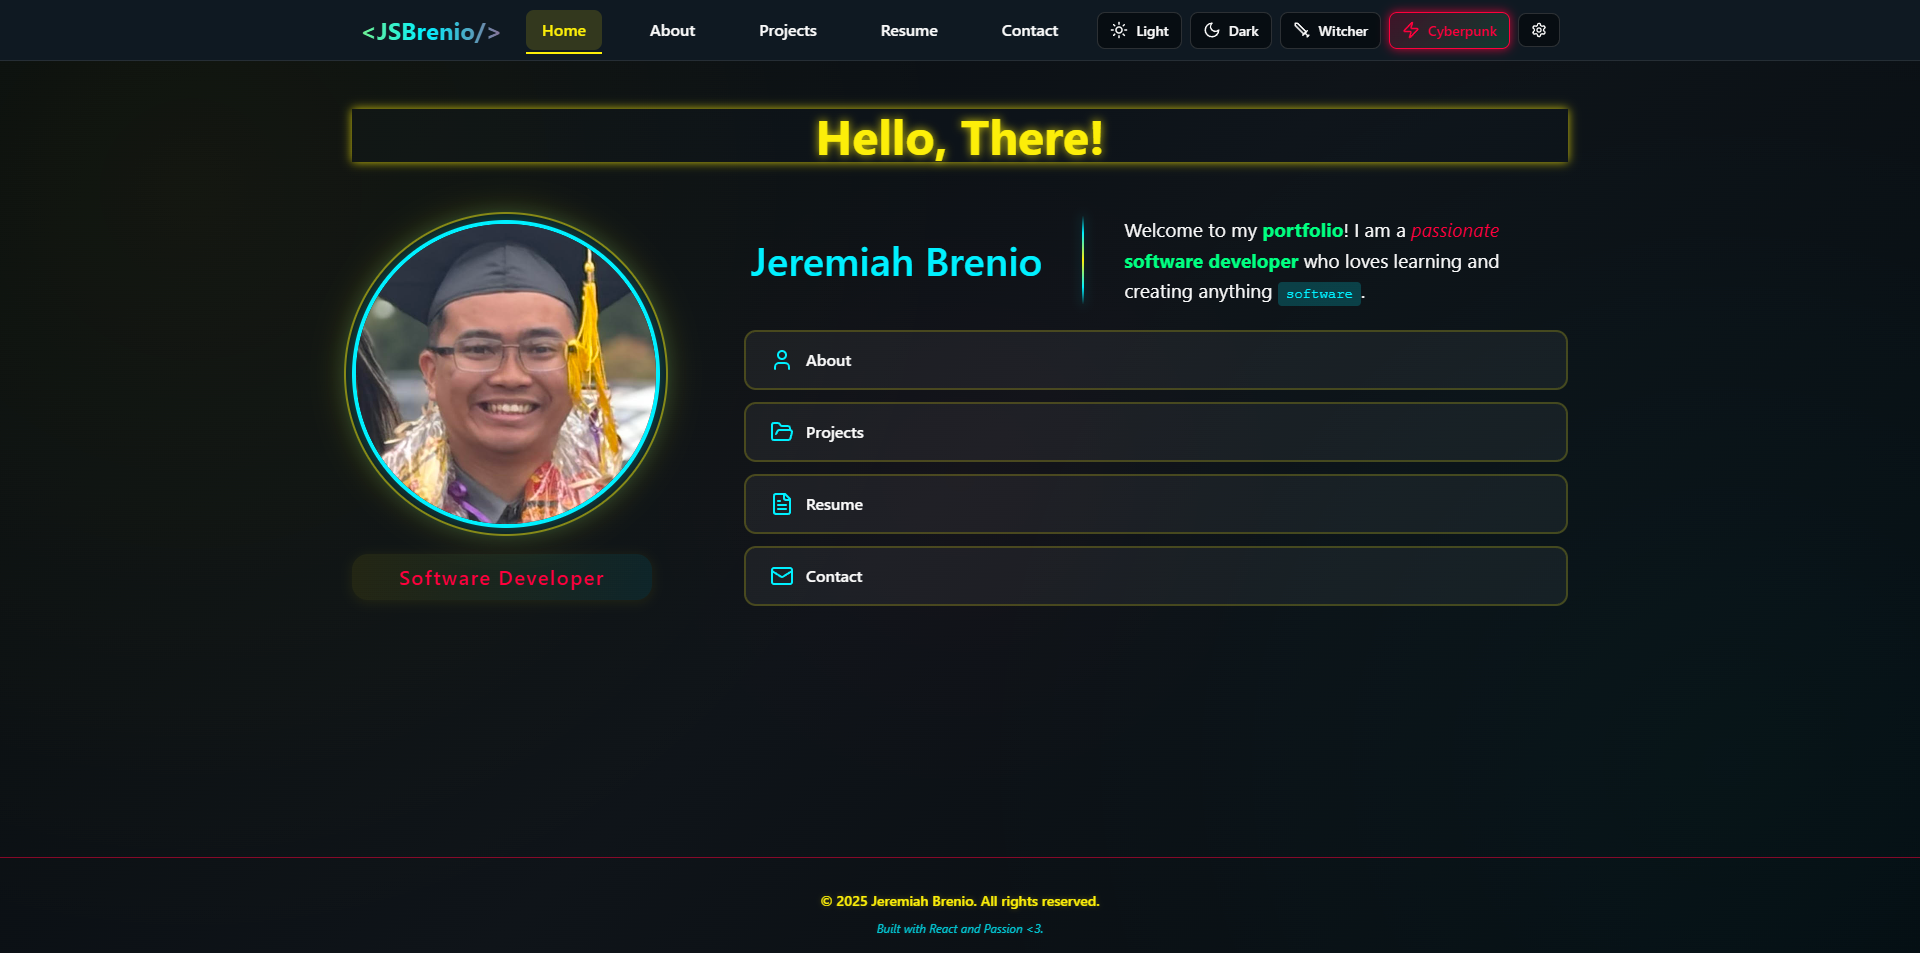 <JSBrenio/>
Home
About
Projects
Resume
Contact
Light
Dark
Witcher
Cyberpunk
Hello, There!
Software Developer
Jeremiah Brenio
Welcome to my portfolio! I am a passionate
software developer who loves learning and
creating anything software.
About
Projects
Resume
Contact
© 2025 Jeremiah Brenio. All rights reserved.
Built with React and Passion <3.